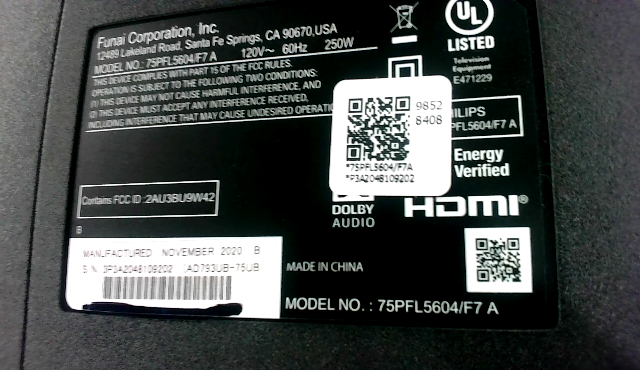 Funai Corporation, Inc.
12489 Lakeland Road, Santa Fe Springs, CA 90670, USA
MODEL NO.: 75PFL5604/F7 A 120V~ 60Hz 250W
THIS DEVICE COMPLIES WITH PART 15 OF THE FCC RULES.
OPERATION IS SUBJECT TO THE FOLLOWING TWO CONDITIONS:
(1) THIS DEVICE MAY NOT CAUSE HARMFUL INTERFERENCE, AND
(2) THIS DEVICE MUST ACCEPT ANY INTERFERENCE RECEIVED,
INCLUDING INTERFERENCE THAT MAY CAUSE UNDESIRED
UL
LISTED
Television
Equipment
E471229
9852
8408
*75PFL5604/F7A
*P3A2048109202
PFL5604/F7 A
Energy
Verified
DOLBY
AUDIO
HDMI®
Contains FCC ID : 2AU3BU9W42
B
MANUFACTURED NOVEMBER 2020 B
S N (A0793UB-75UB
MADE IN CHINA
MODEL NO. : 75PFL5604/F7 A